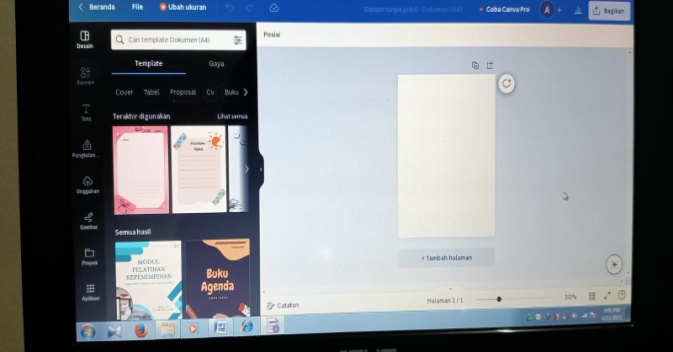 Beranda File Ubah ukuran
Desain tanpa judul - Dokumen (A4)
Coba Canva Pro
A
Bagikan
Desain
Elemen
Teks
Unggahan
Gambar
Proyek
Aplikasi
Cari template Dokumen (A4)
Template Gaya
Cover Tabel Proposal CV Buku
Terakhir digunakan Lihat semua
Semua hasil
MODUL
PELATIHAN
KEPEMIMPINAN
Buku
Agenda
Posisi
+ Tambah halaman
Catatan
Halaman 1 / 1
30%